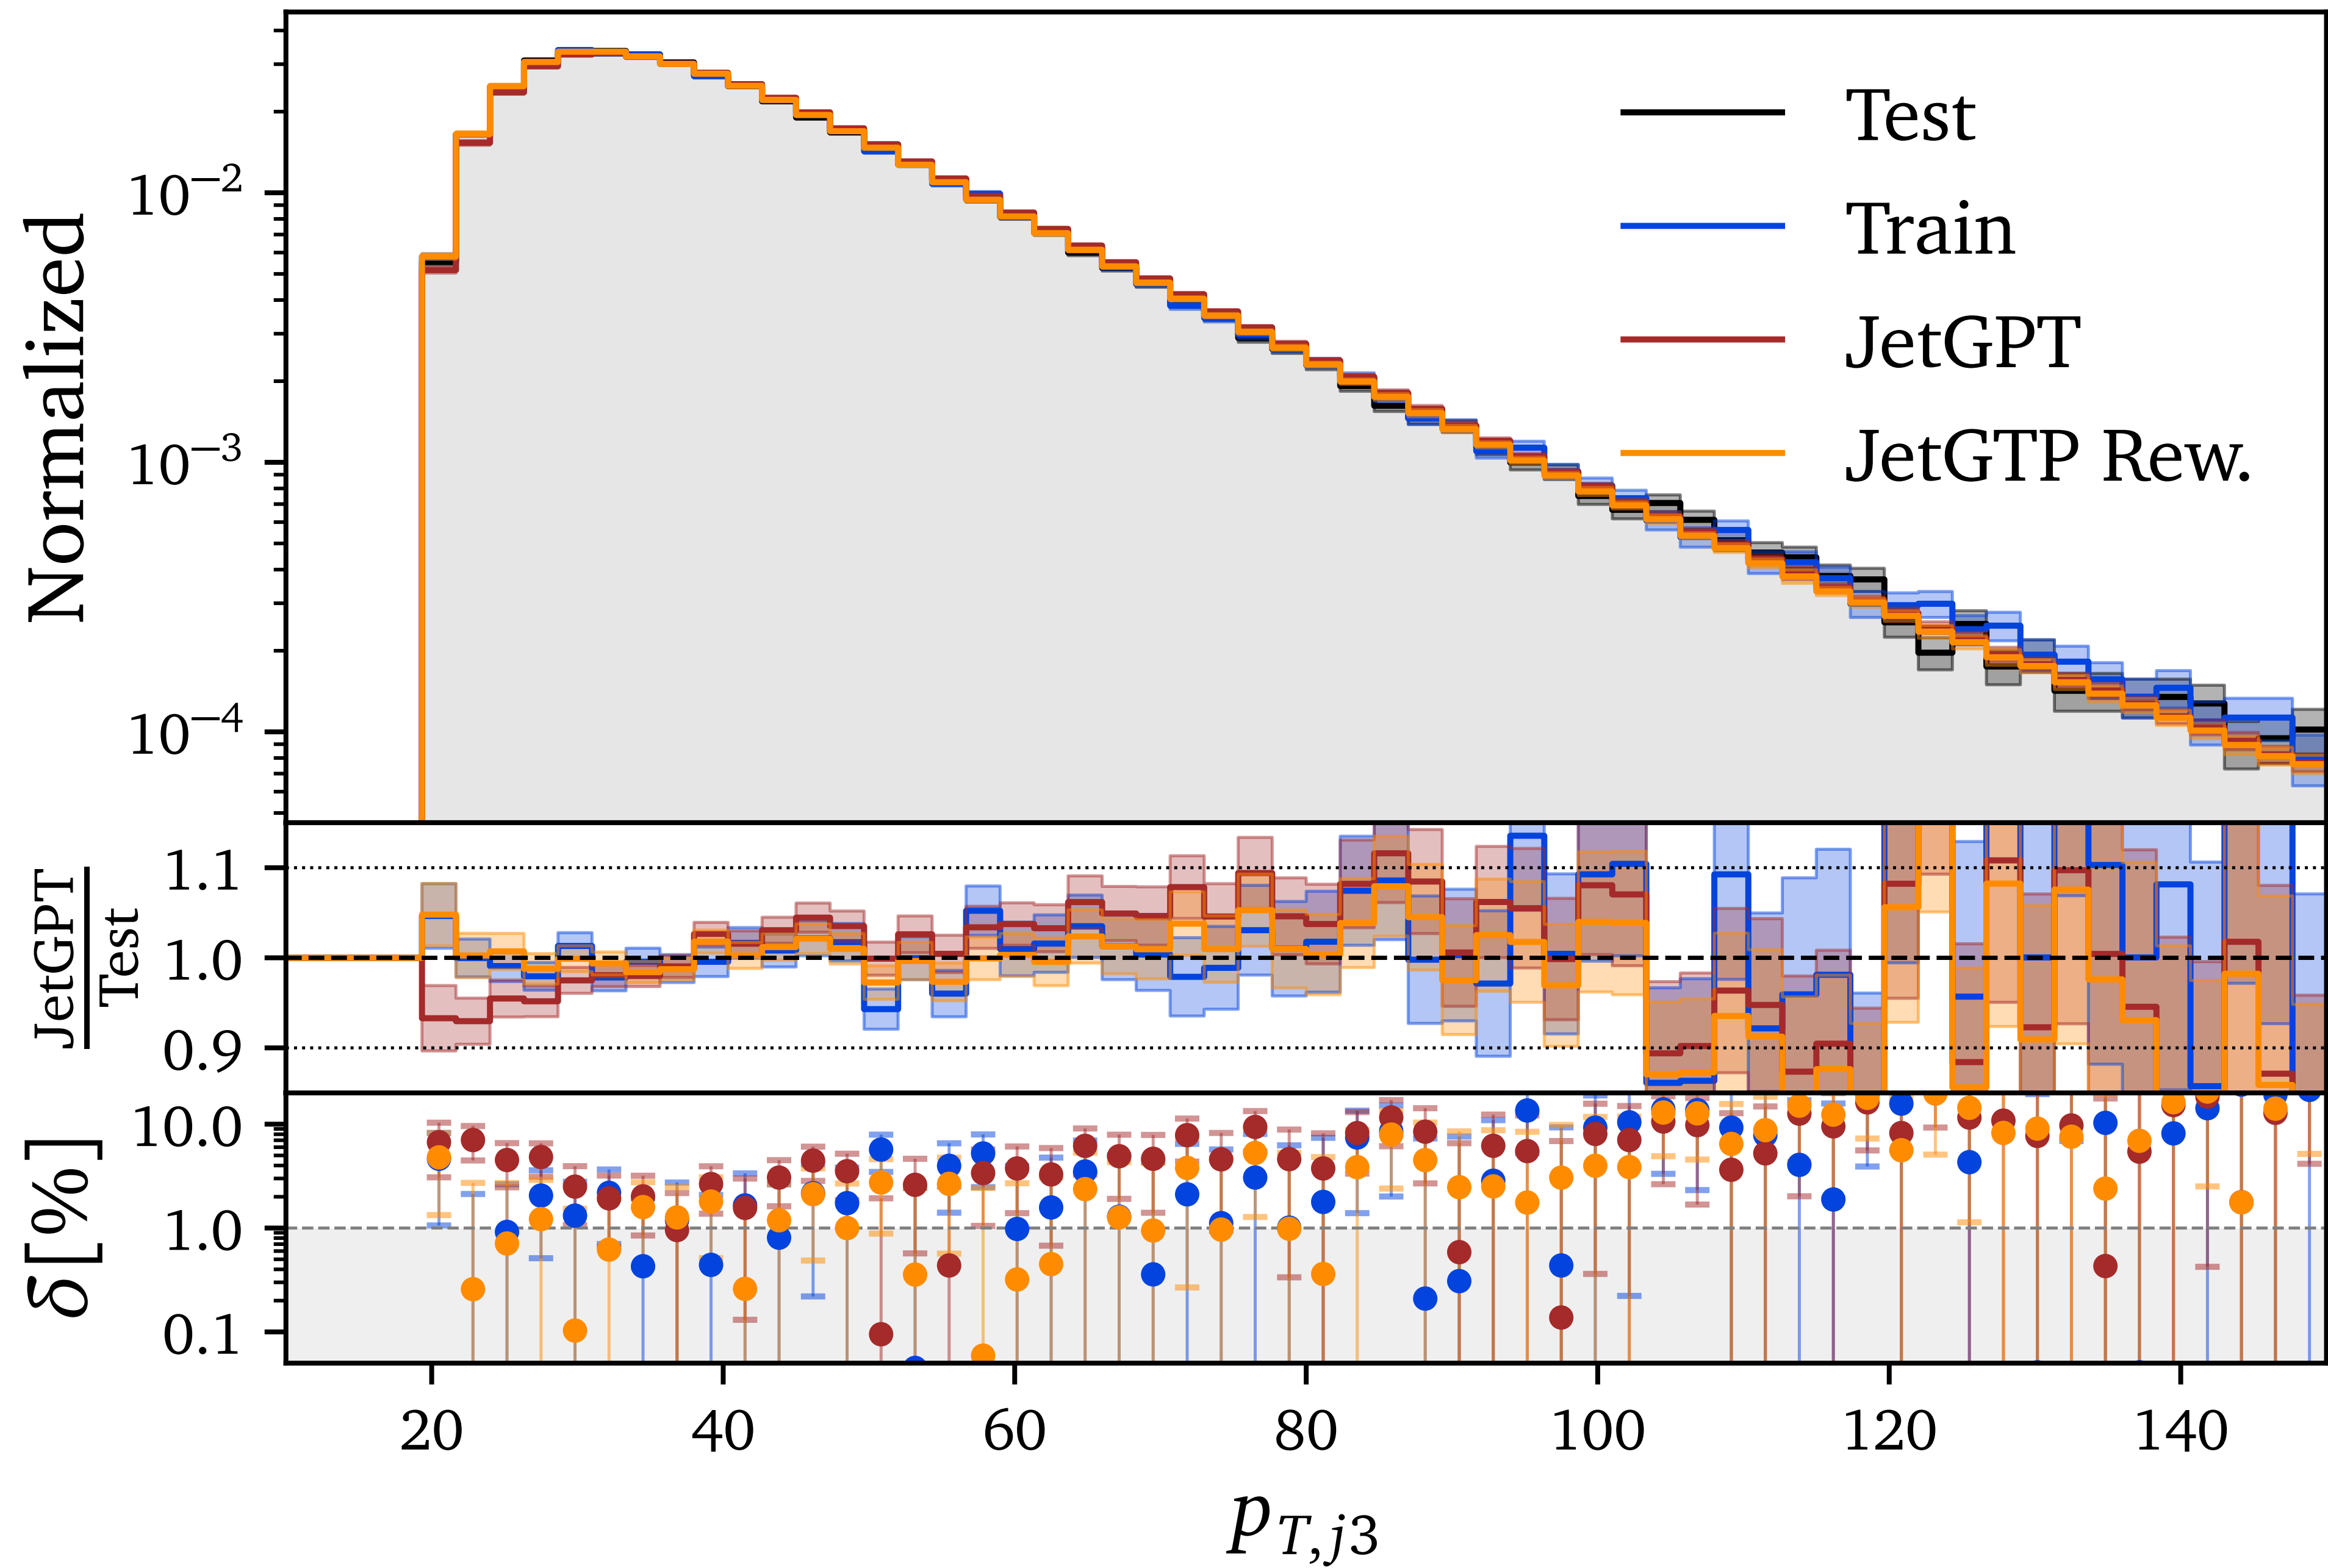 Normalized
10−2
10−3
10−4
Test
Train
JetGPT
JetGTP Rew.
JetGPT
Test
1.1
1.0
0.9
δ[%]
10.0
1.0
0.1
20 40 60 80 100 120 140
pT,j3